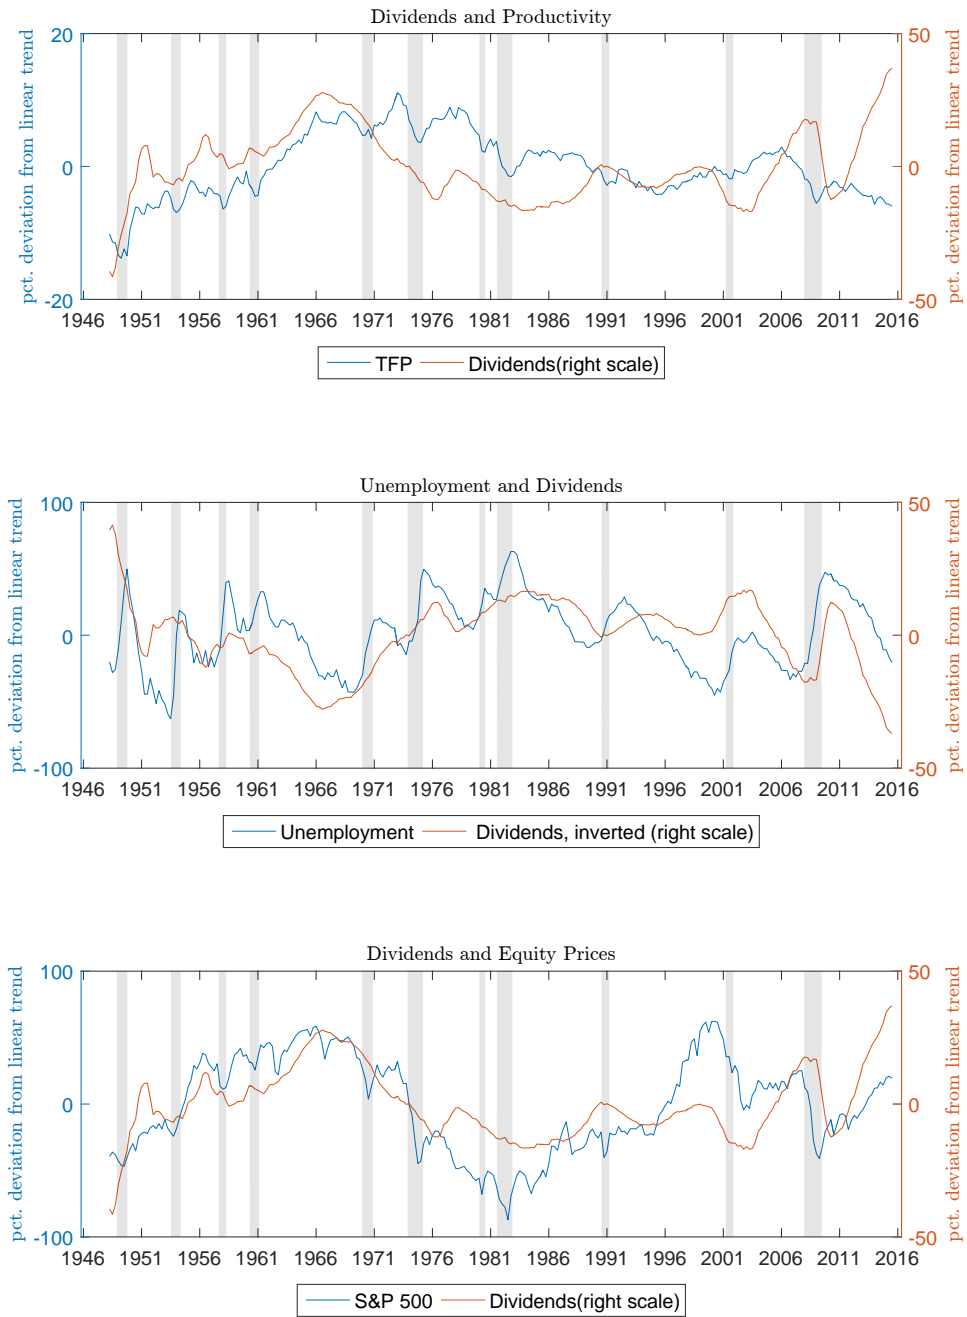 Dividends and Productivity
pct. deviation from linear trend
20
0
-20
50
0
-50
pct. deviation from linear trend
1946 1951 1956 1961 1966 1971 1976 1981 1986 1991 1996 2001 2006 2011 2016
TFP Dividends(right scale)
Unemployment and Dividends
pct. deviation from linear trend
100
0
-100
50
0
-50
pct. deviation from linear trend
1946 1951 1956 1961 1966 1971 1976 1981 1986 1991 1996 2001 2006 2011 2016
Unemployment Dividends, inverted (right scale)
Dividends and Equity Prices
pct. deviation from linear trend
100
0
-100
50
0
-50
pct. deviation from linear trend
1946 1951 1956 1961 1966 1971 1976 1981 1986 1991 1996 2001 2006 2011 2016
S&P 500 Dividends(right scale)